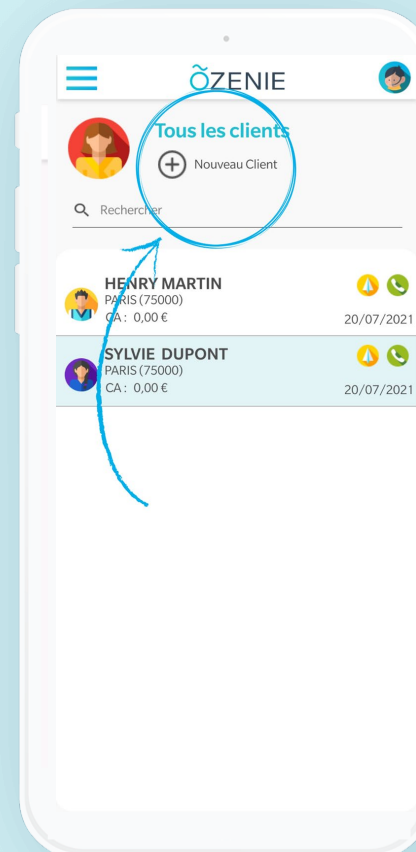 ÕZENIE
Tous les clients
Nouveau Client
Rechercher
HENRY MARTIN
PARIS (75000)
CA : 0,00 €
20/07/2021
SYLVIE DUPONT
PARIS (75000)
CA : 0,00 €
20/07/2021